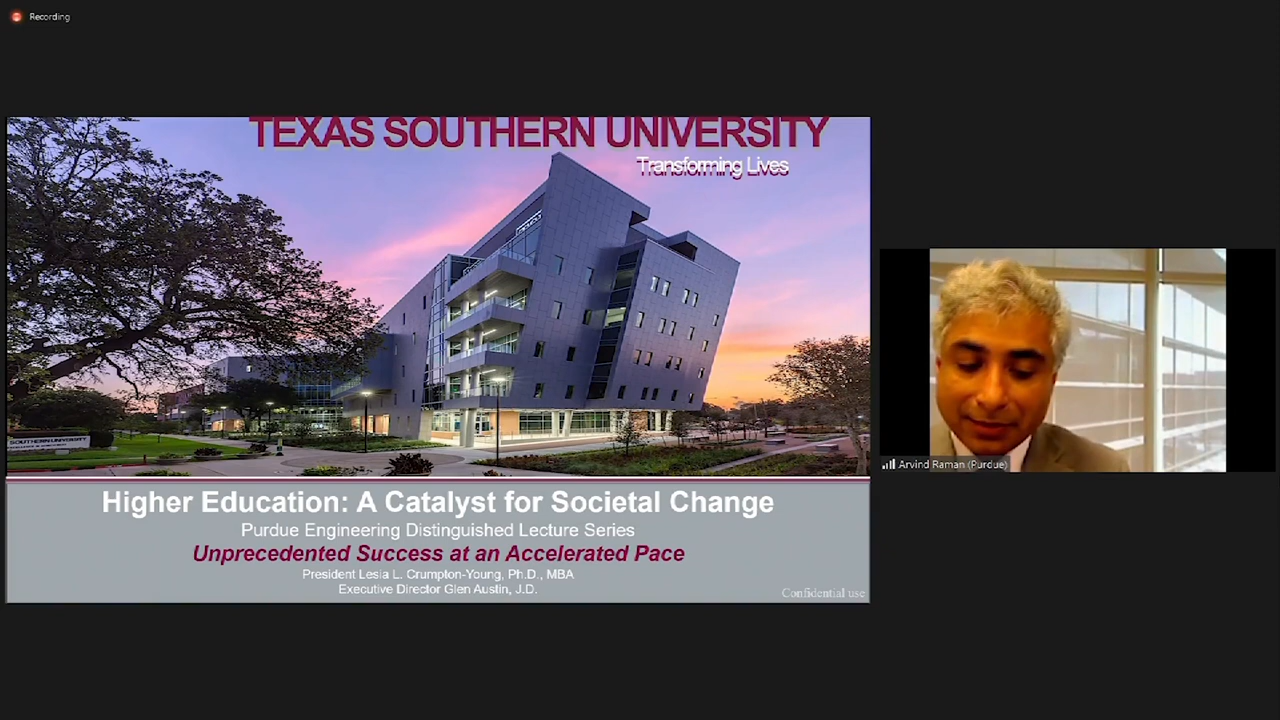 Recording
TEXAS SOUTHERN UNIVERSITY
Transforming Lives
SOUTHERN UNIVERSITY
Higher Education: A Catalyst for Societal Change
Purdue Engineering Distinguished Lecture Series
Unprecedented Success at an Accelerated Pace
President Lesia L. Crumpton-Young, Ph.D., MBA
Executive Director Glen Austin, J.D.
Confidential use
Arvind Raman (Purdue)